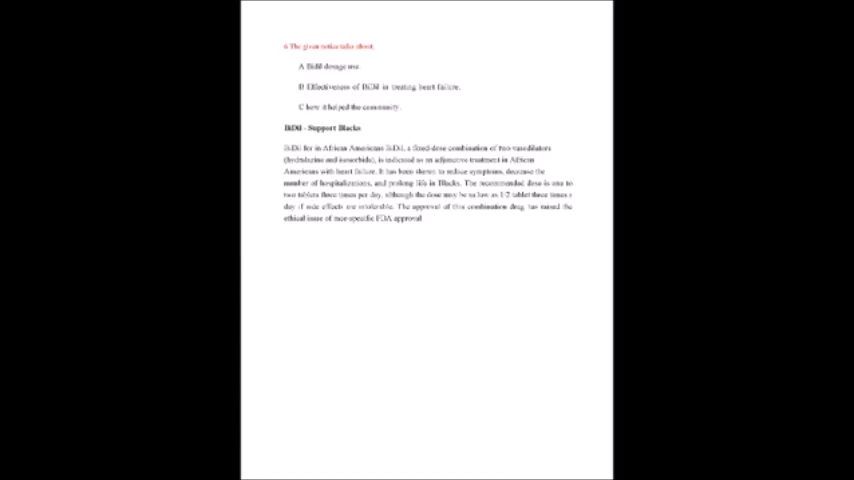 6 The given notice talks about;
A BiDil dosage use.
B Effectiveness of BiDil in treating heart failure.
C how it helped the community.
BiDil - Support Blacks
BiDil for in African Americans BiDil, a fixed-dose combination of two vasodilators
(hydralazine and isosorbide), is indicated as an adjunctive treatment in African
Americans with heart failure. It has been shown to reduce symptoms, decrease the
number of hospitalizations, and prolong life in Blacks. The recommended dose is one to
two tablets three times per day, although the dose may be as low as 1/2 tablet three times a
day if side effects are intolerable. The approval of this combination drug has raised the
ethical issue of race-specific FDA approval